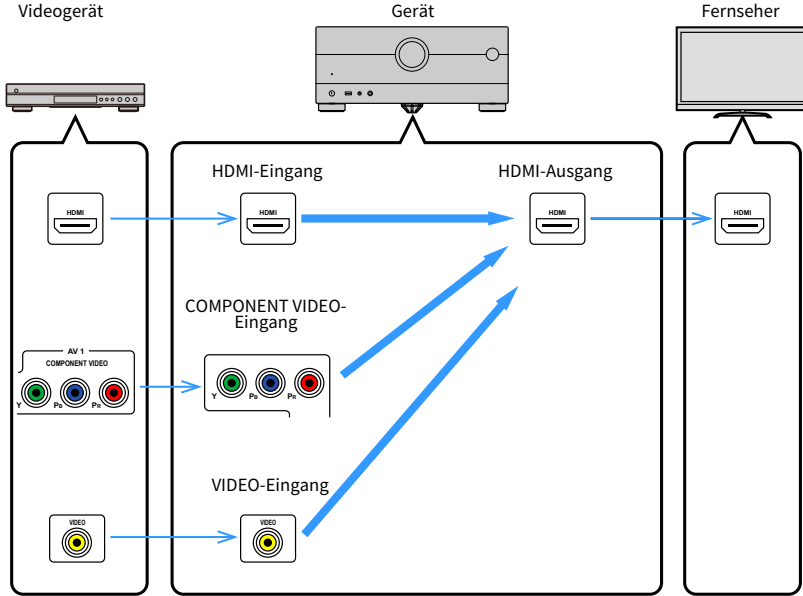 Videogerät
Gerät
Fernseher
HDMI-Eingang
HDMI-Ausgang
HDMI
HDMI
HDMI
HDMI
COMPONENT VIDEO-
Eingang
AV 1
COMPONENT VIDEO
Y PB PR
Y PB PR
VIDEO-Eingang
VIDEO
VIDEO